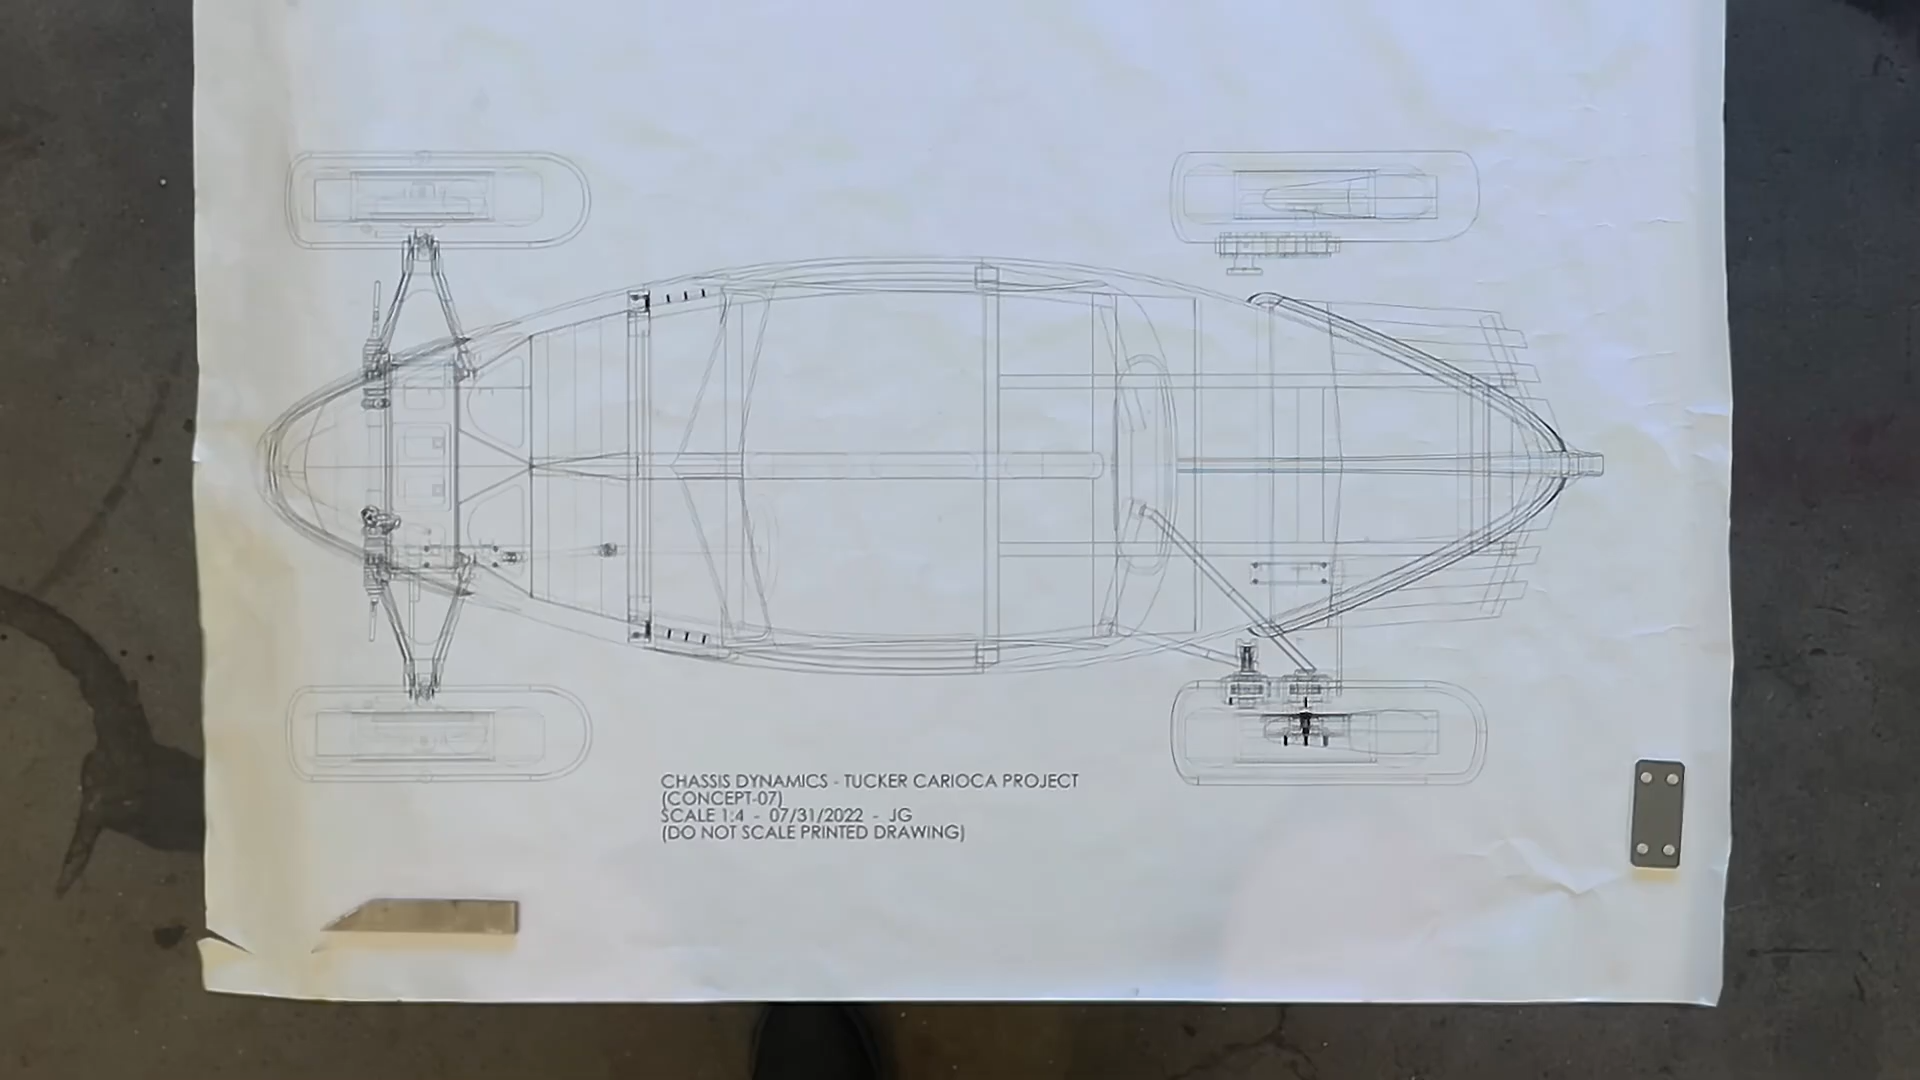 CHASSIS DYNAMICS - TUCKER CARIOCA PROJECT
(CONCEPT-07)
SCALE 1:4 - 07/31/2022 - JG
(DO NOT SCALE PRINTED DRAWING)